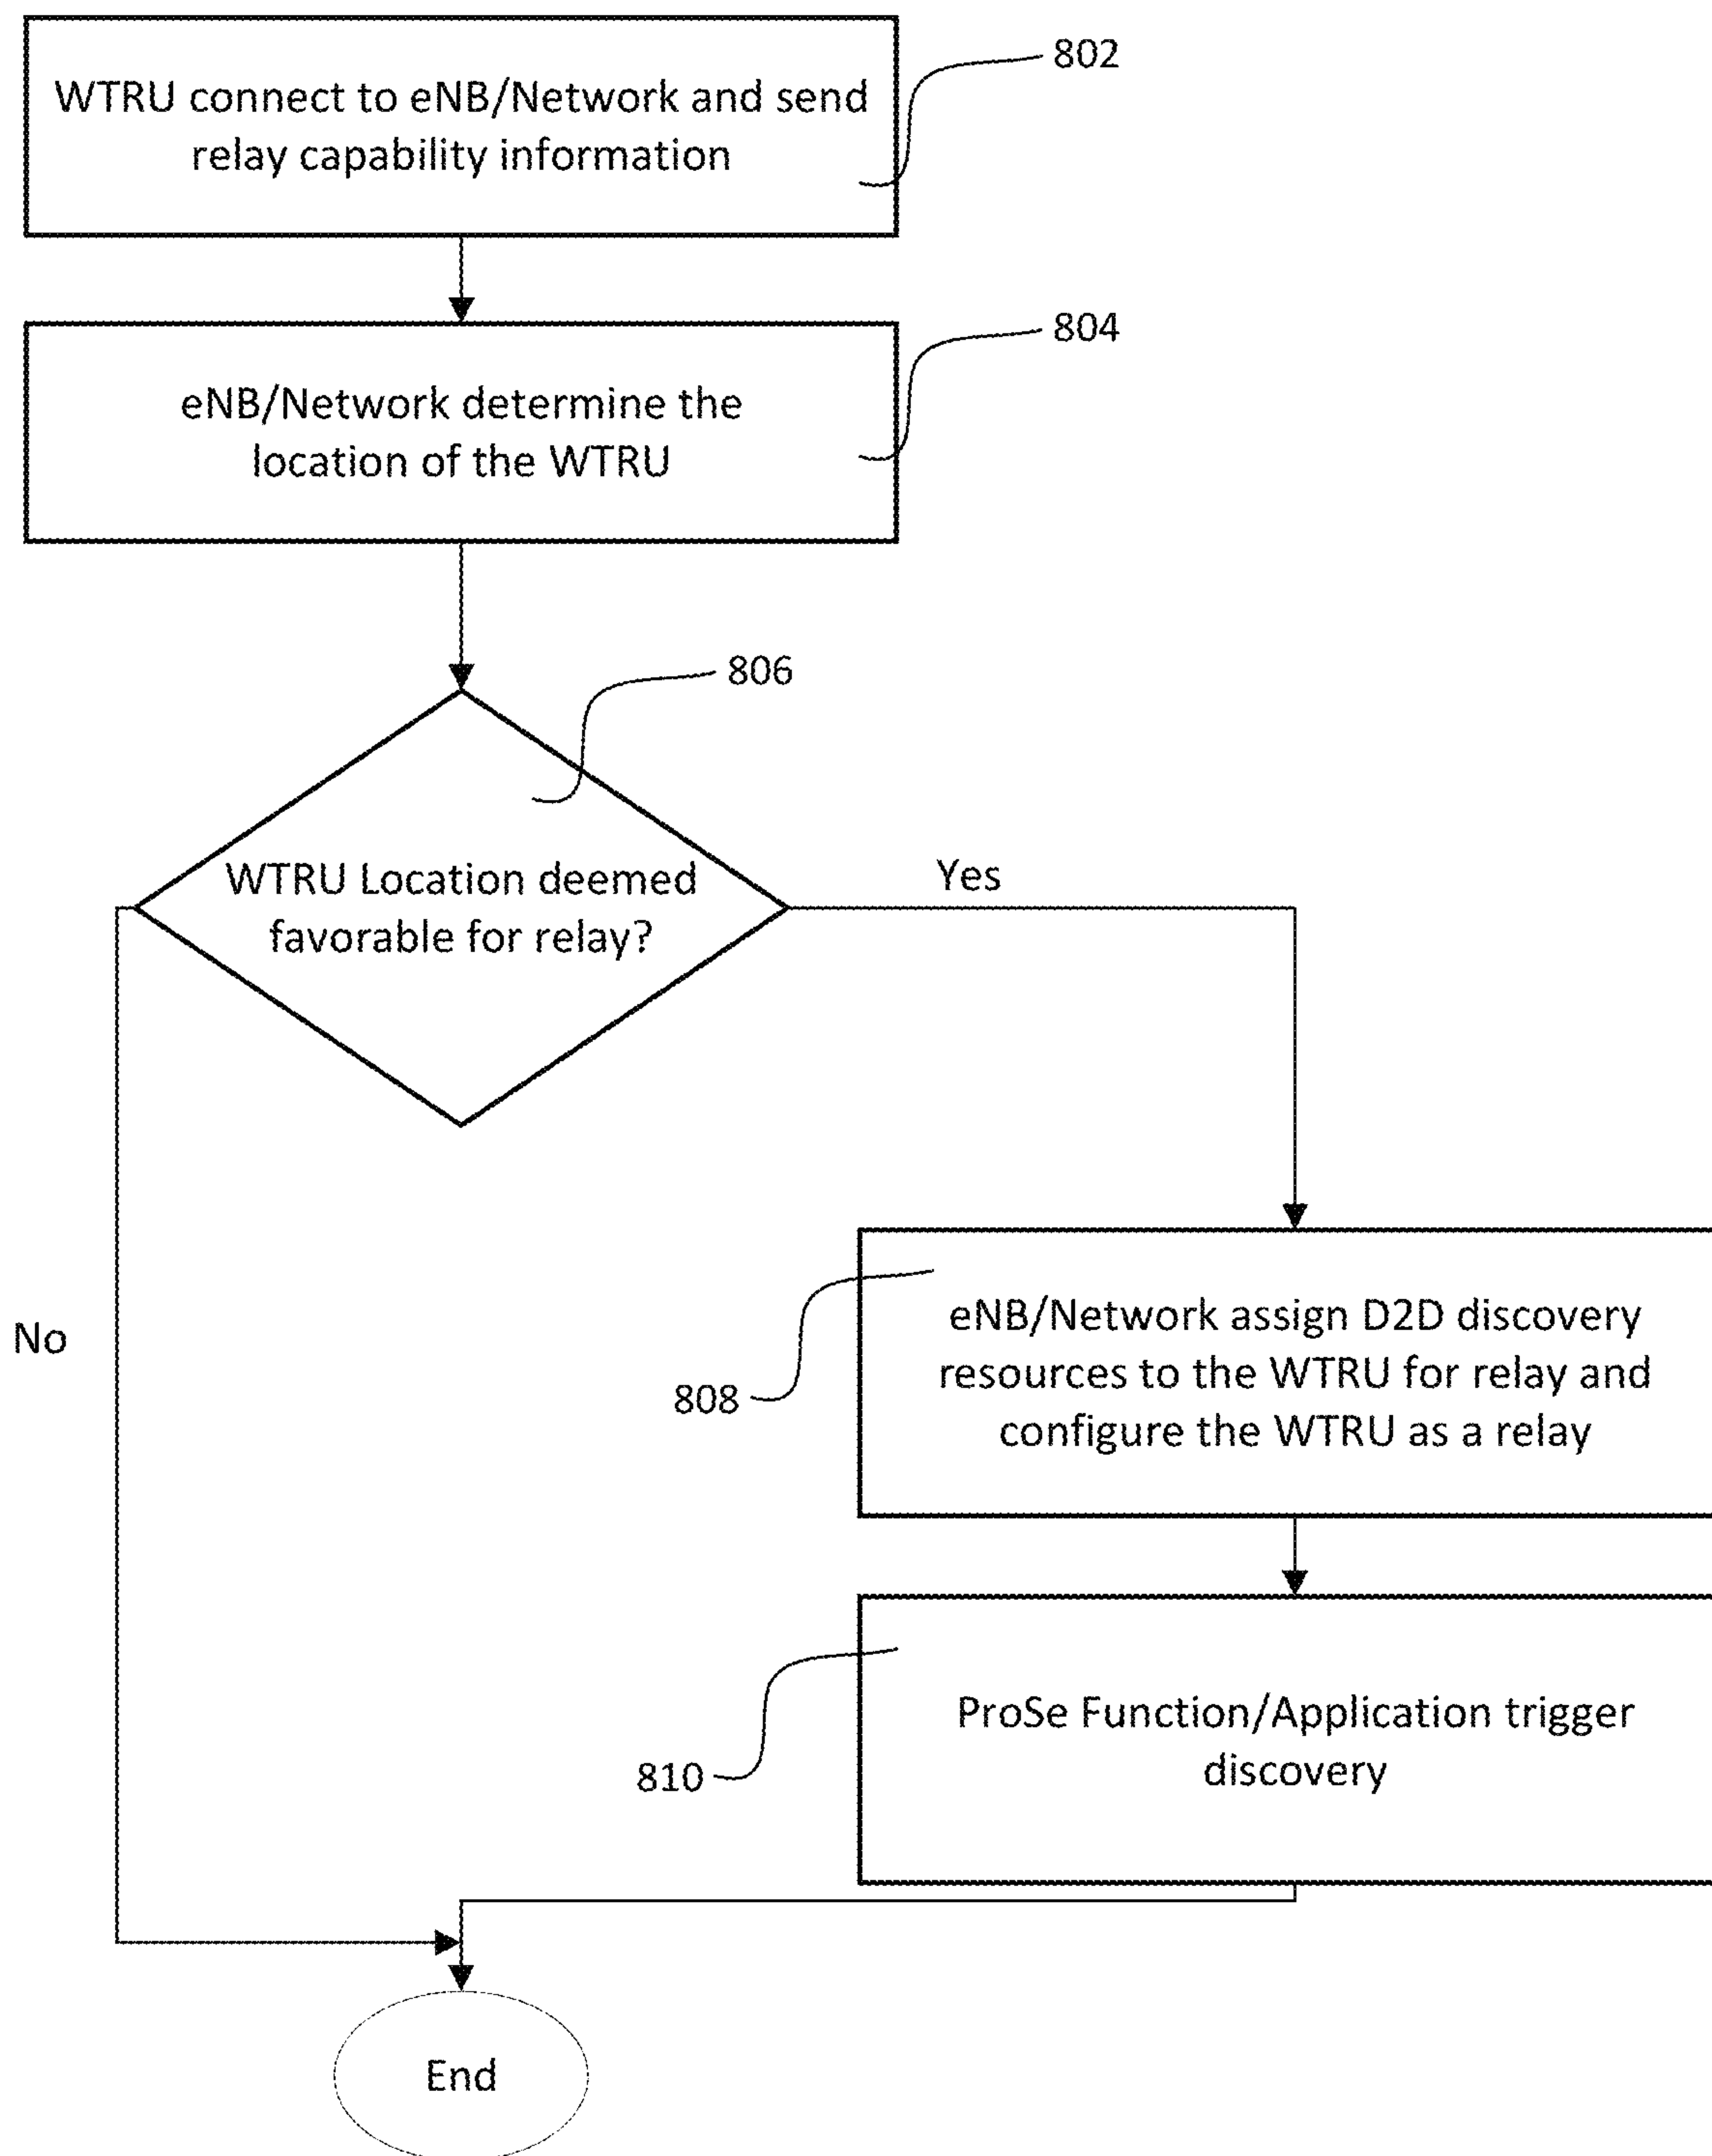 WTRU connect to eNB/Network and send
relay capability information
802
eNB/Network determine the
location of the WTRU
804
806
WTRU Location deemed
favorable for relay?
Yes
No
eNB/Network assign D2D discovery
resources to the WTRU for relay and
configure the WTRU as a relay
808
ProSe Function/Application trigger
discovery
810
End